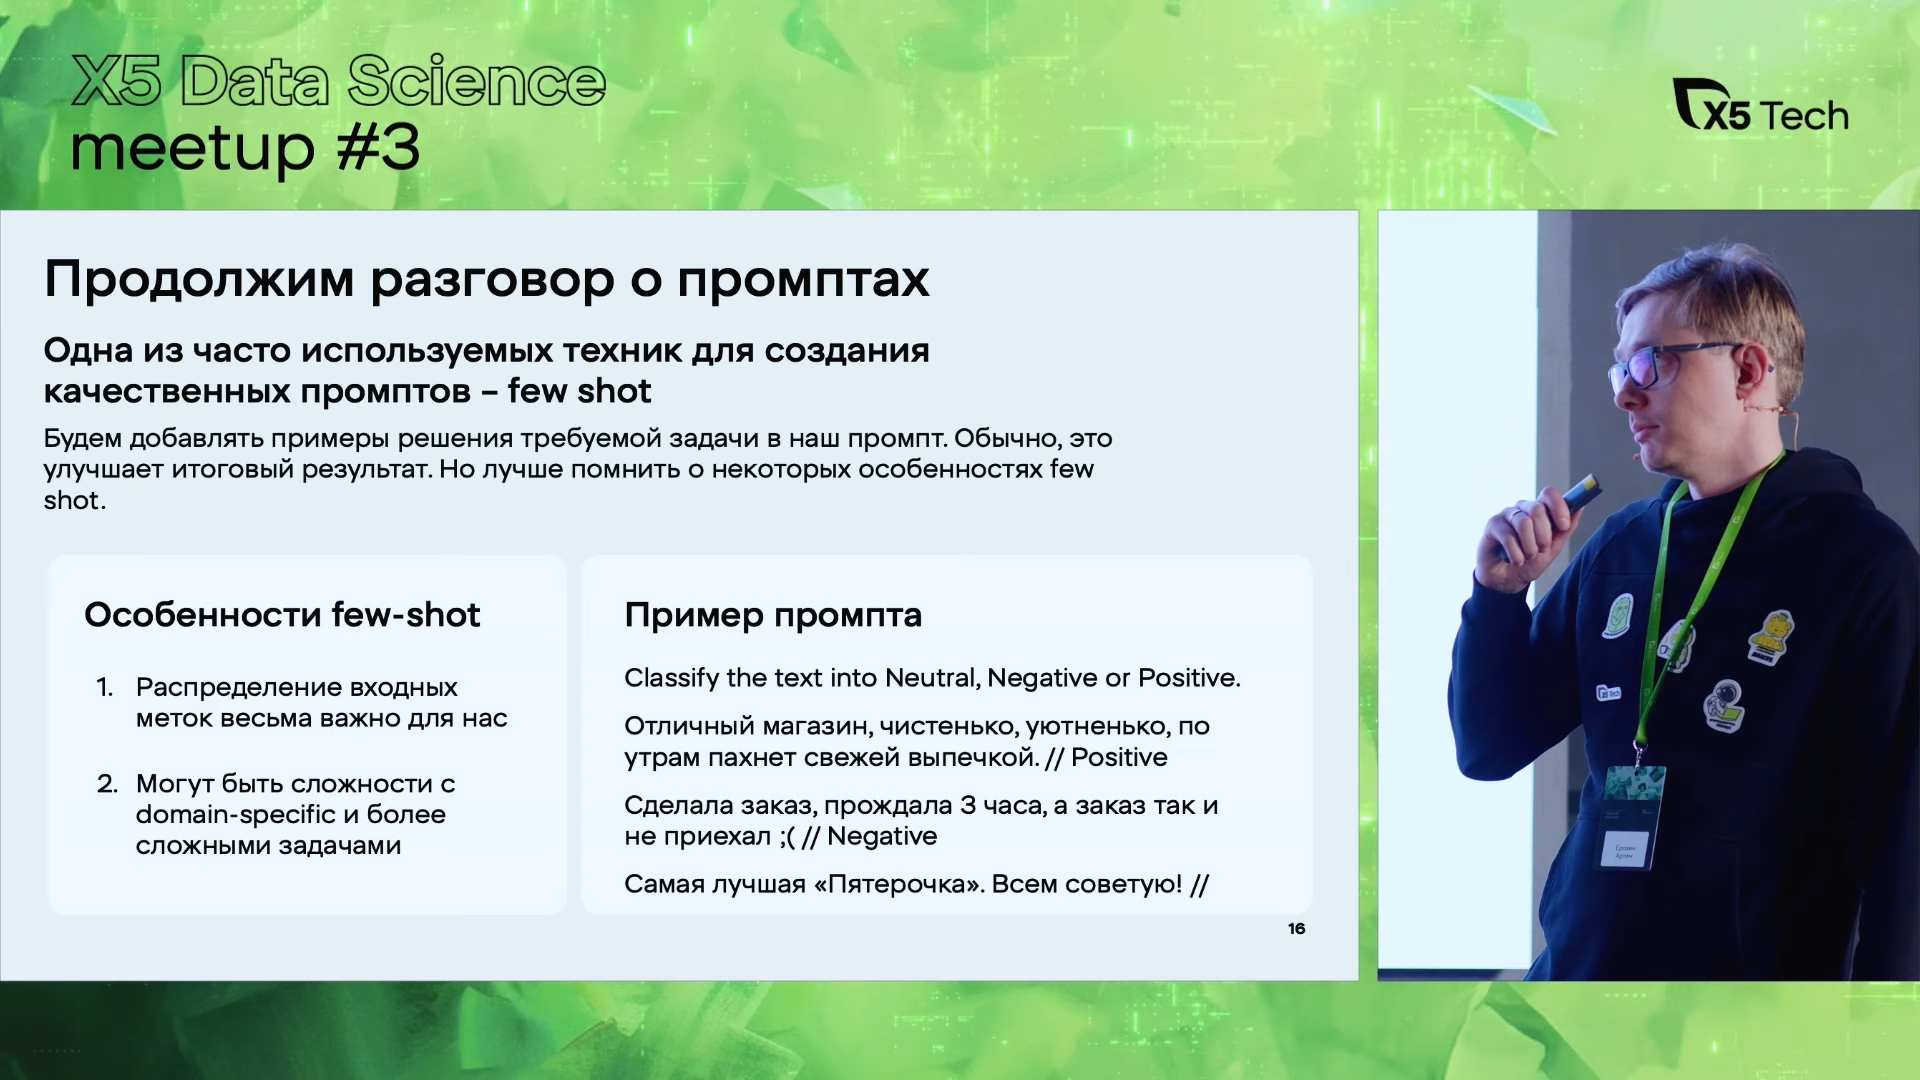 X5 Data Science
meetup #3
X5 Tech
Продолжим разговор о промптах
Одна из часто используемых техник для создания
качественных промптов – few shot
Будем добавлять примеры решения требуемой задачи в наш промпт. Обычно, это
улучшает итоговый результат. Но лучше помнить о некоторых особенностях few
shot.
Особенности few-shot
1. Распределение входных
меток весьма важно для нас
2. Могут быть сложности с
domain-specific и более
сложными задачами
Пример промпта
Classify the text into Neutral, Negative or Positive.
Отличный магазин, чистенько, уютненько, по
утрам пахнет свежей выпечкой. // Positive
Сделала заказ, прождала 3 часа, а заказ так и
не приехал ;( // Negative
Самая лучшая «Пятерочка». Всем советую! //
16
X5 Tech
Артем